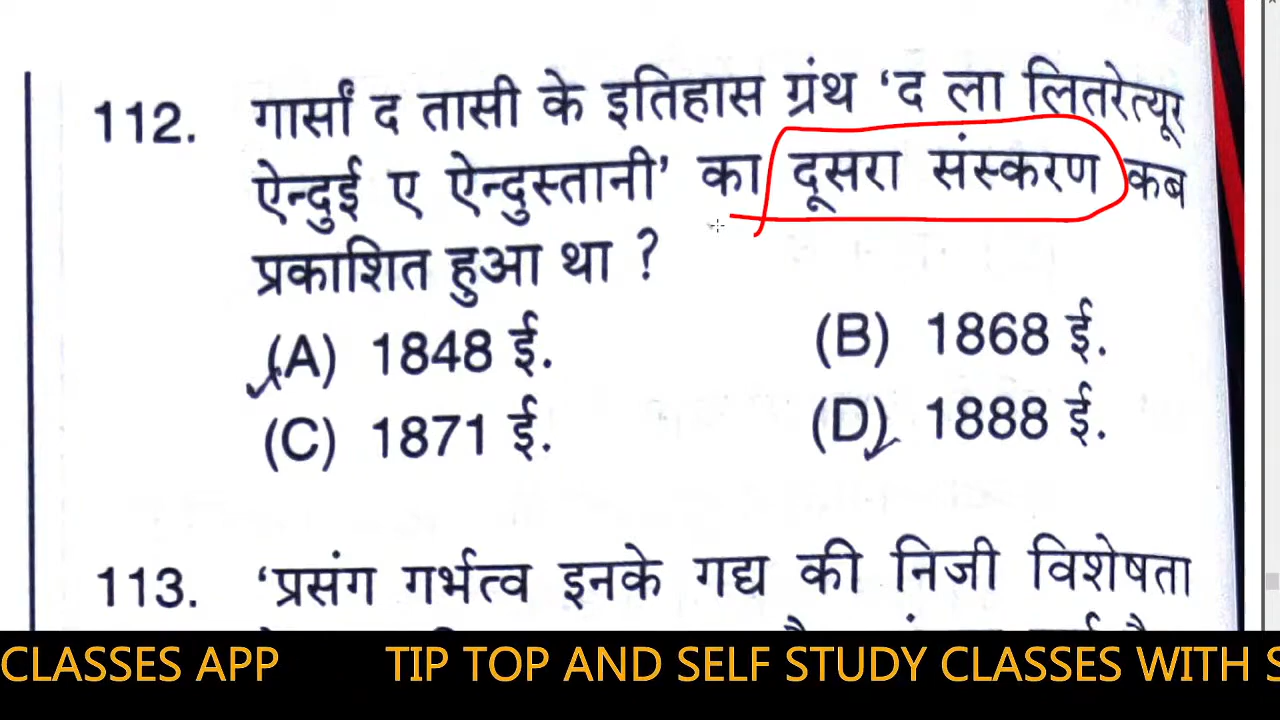 112. गार्सां द तासी के इतिहास ग्रंथ ‘द ला लितरेत्यूर
ऐन्दुई ए ऐन्दुस्तानी’ का दूसरा संस्करण कब
प्रकाशित हुआ था ?
(A) 1848 ई. (B) 1868 ई.
(C) 1871 ई. (D) 1888 ई.
113. ‘प्रसंग गर्भत्व इनके गद्य की निजी विशेषता
CLASSES APP TIP TOP AND SELF STUDY CLASSES WITH S